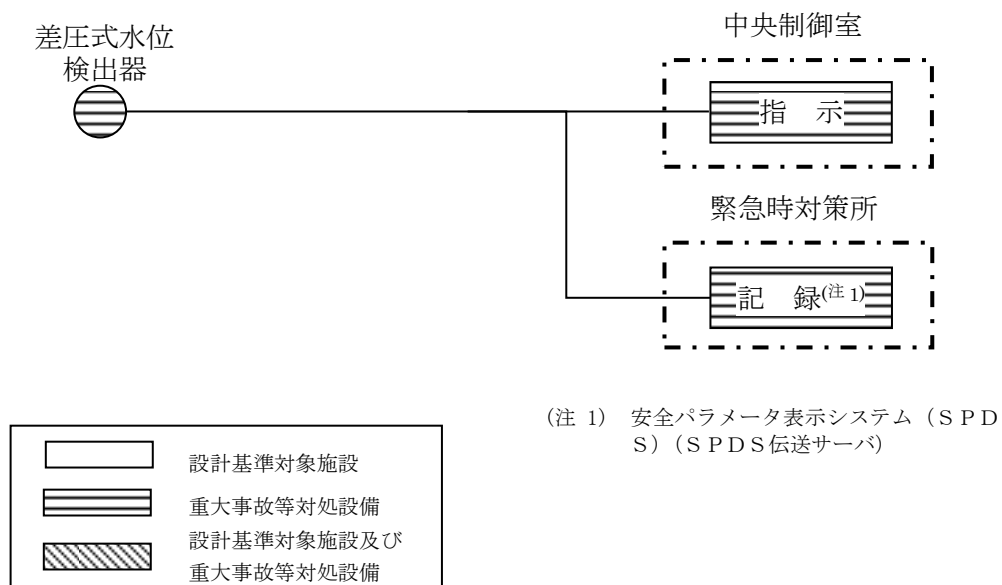 差圧式水位
検出器
中央制御室
指 示
緊急時対策所
記 録(注 1)
(注 1) 安全パラメータ表示システム(SPD
S)(SPDS伝送サーバ)
設計基準対象施設
重大事故等対処設備
設計基準対象施設及び
重大事故等対処設備